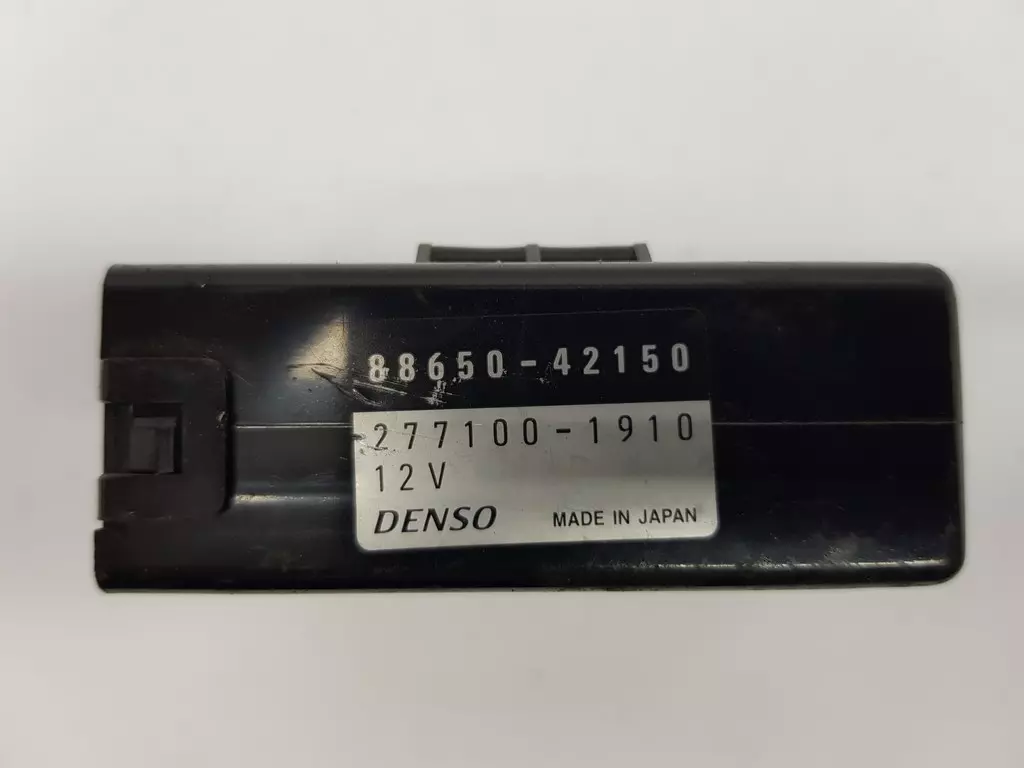 88650-42150
277100-1910
12V
DENSO MADE IN JAPAN